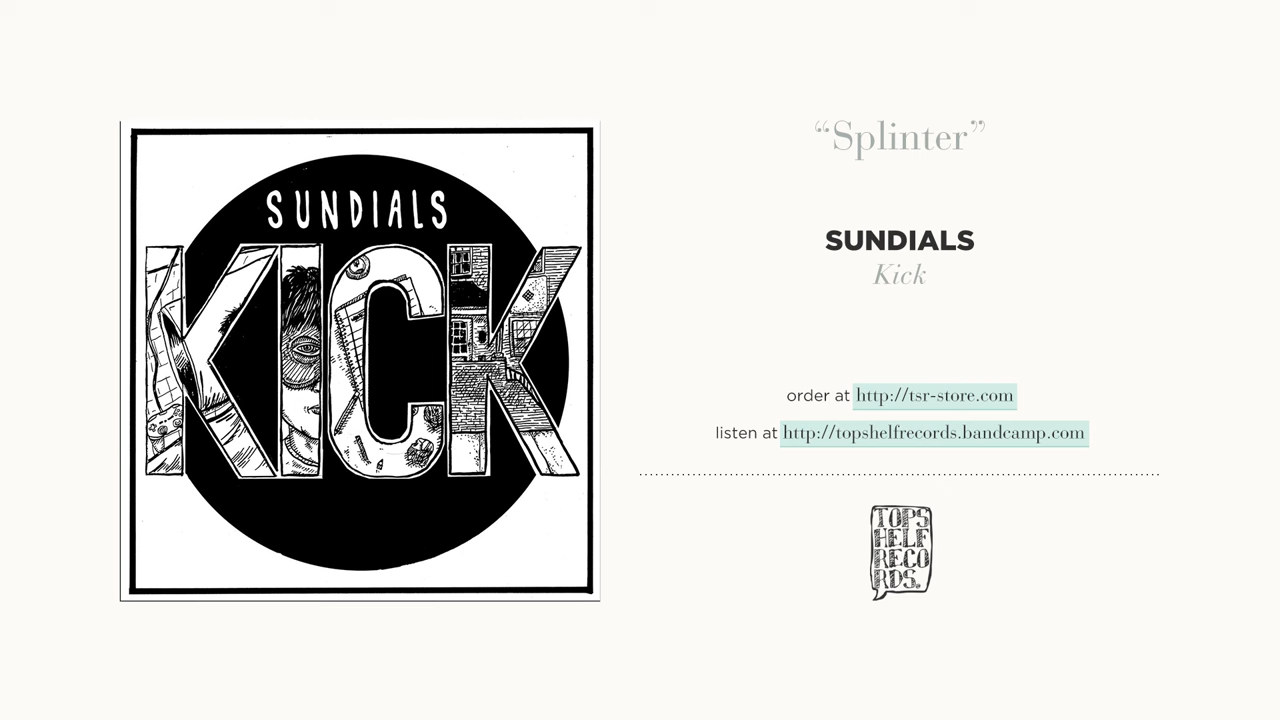 SUNDIALS
KICK
“Splinter”
SUNDIALS
Kick
order at http://tsr-store.com
listen at http://topshelfrecords.bandcamp.com
TOPS
HELF
RECO
RDS.